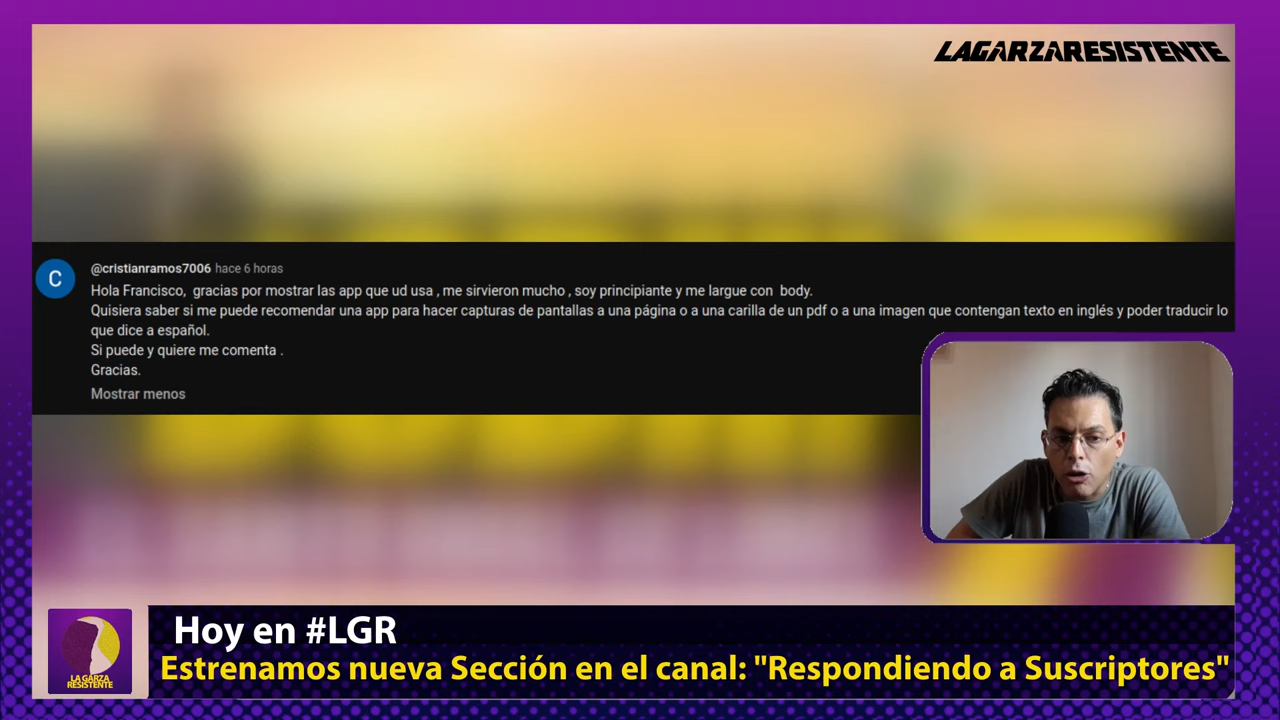 LAGARZARESISTENTE
C
@cristianramos7006 hace 6 horas
Hola Francisco, gracias por mostrar las app que ud usa , me sirvieron mucho , soy principiante y me largue con body.
Quisiera saber si me puede recomendar una app para hacer capturas de pantallas a una página o a una carilla de un pdf o a una imagen que contengan texto en inglés y poder traducir lo
que dice a español.
Si puede y quiere me comenta .
Gracias.
Mostrar menos
Hoy en #LGR
Estrenamos nueva Sección en el canal: "Respondiendo a Suscriptores"
LA GARZA
RESISTENTE